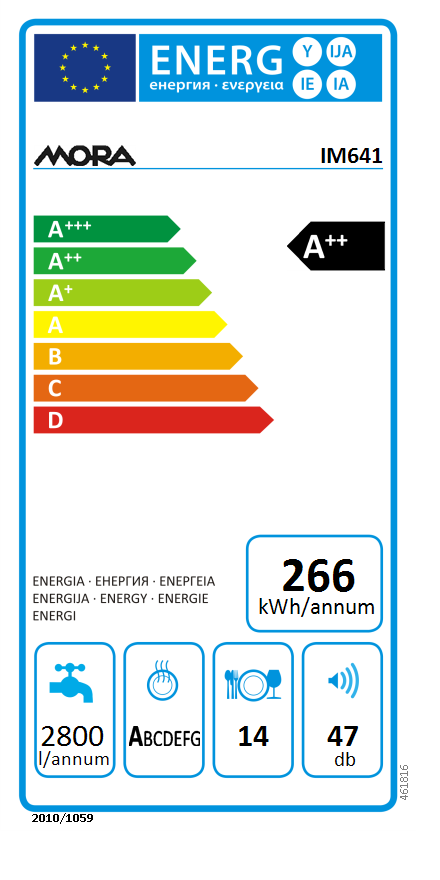 ENERG
енергия · ενεργεια
Y IJA
IE IA
MORA
IM641
A+++
A++
A+
A
B
C
D
A++
266
kWh/annum
ENERGIA · ЕНЕРГИЯ · ΕΝΕΡΓΕΙΑ
ENERGIJA · ENERGY · ENERGIE
ENERGI
2800
l/annum
ABCDEFG
14
47
db
461816
2010/1059